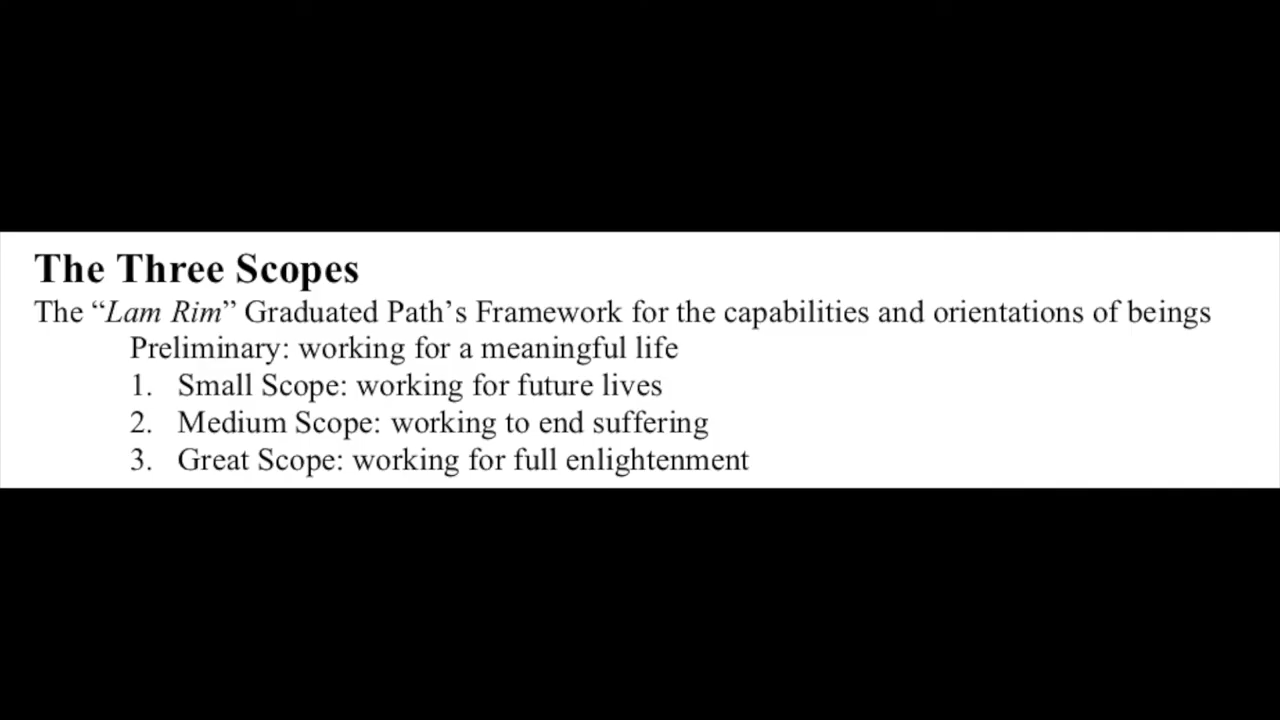 The Three Scopes
The “Lam Rim” Graduated Path’s Framework for the capabilities and orientations of beings
Preliminary: working for a meaningful life
1. Small Scope: working for future lives
2. Medium Scope: working to end suffering
3. Great Scope: working for full enlightenment